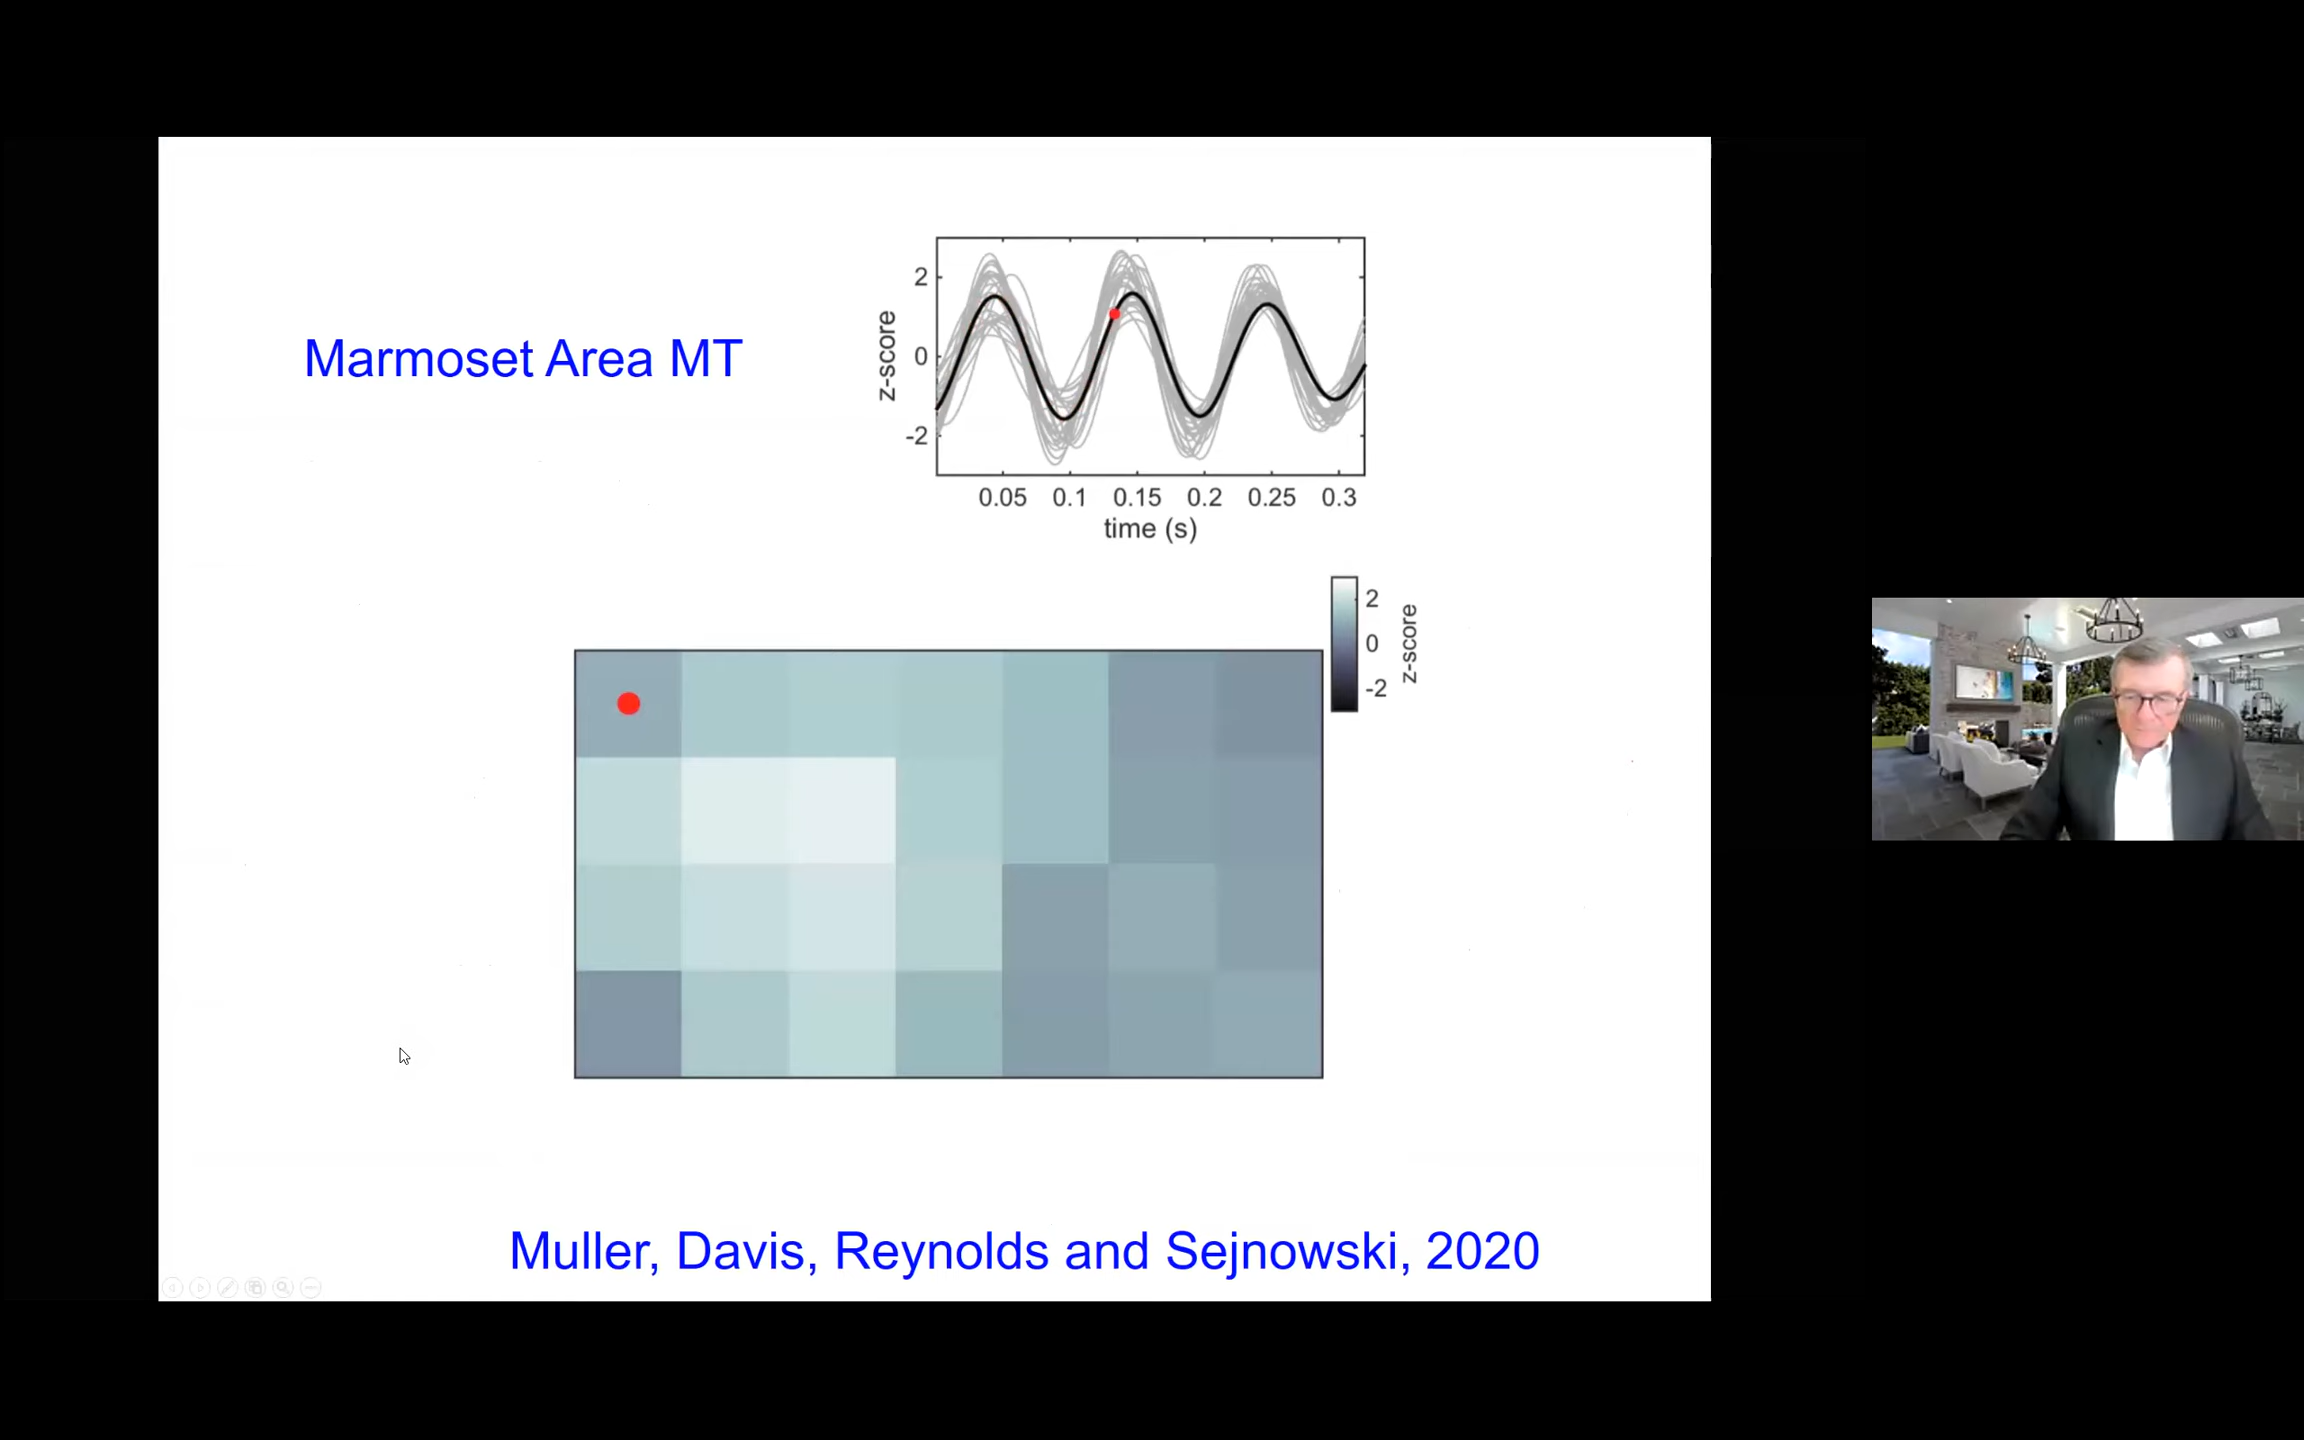 Marmoset Area MT
z-score
2
0
-2
0.05 0.1 0.15 0.2 0.25 0.3
time (s)
2
0
-2
z-score
Muller, Davis, Reynolds and Sejnowski, 2020